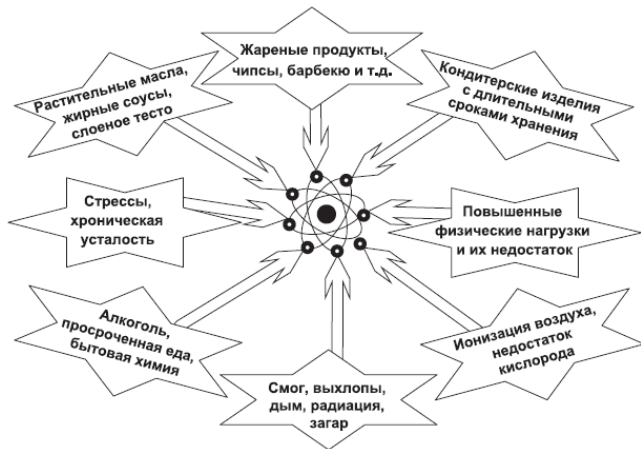 Жареные продукты,
чипсы, барбекю и т.д.
Растительные масла,
жирные соусы,
слоеное тесто
Кондитерские изделия
с длительными
сроками хранения
Стрессы,
хроническая
усталость
Повышенные
физические нагрузки
и их недостаток
Алкоголь,
просроченная еда,
бытовая химия
Ионизация воздуха,
недостаток
кислорода
Смог, выхлопы,
дым, радиация,
загар